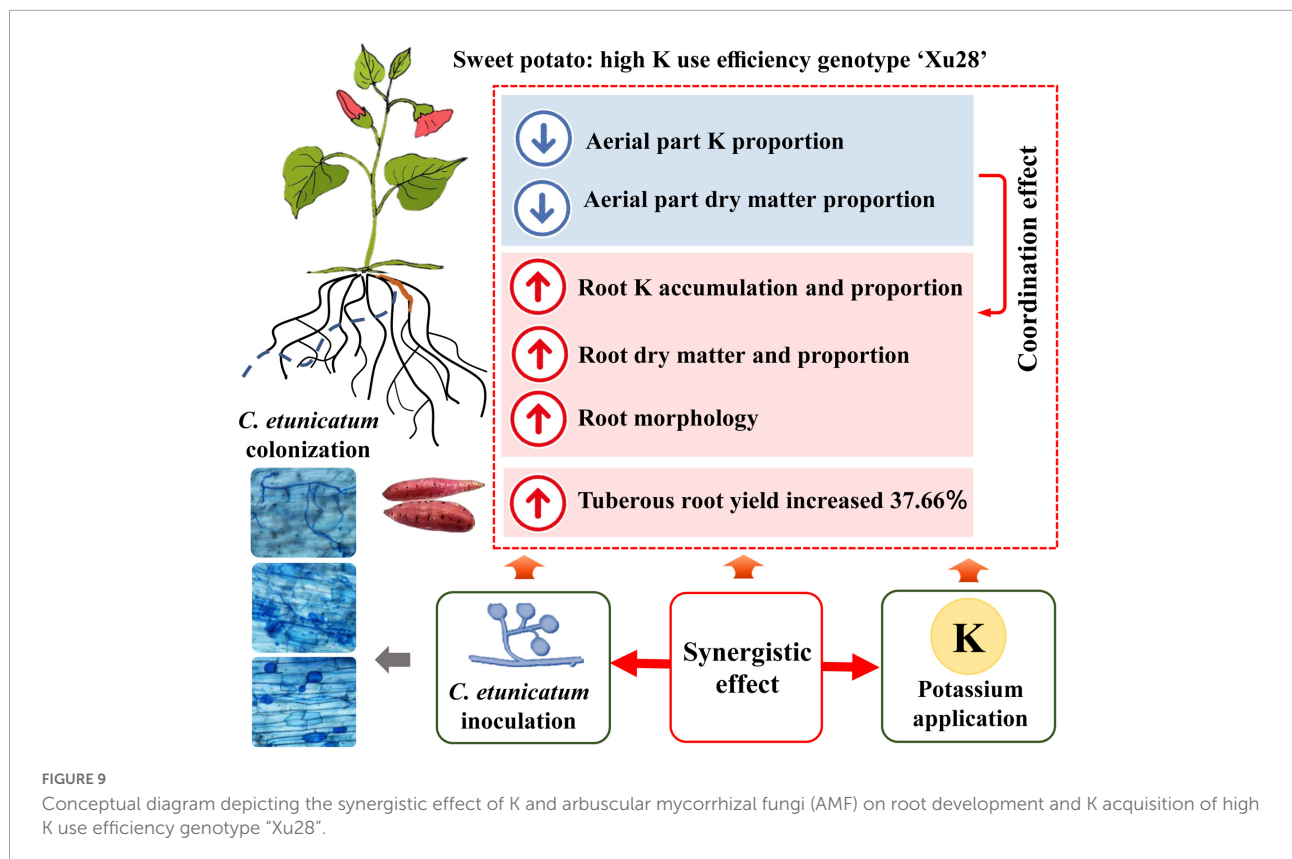 Sweet potato: high K use efficiency genotype ‘Xu28’
Aerial part K proportion
Aerial part dry matter proportion
Coordination effect
Root K accumulation and proportion
Root dry matter and proportion
Root morphology
Tuberous root yield increased 37.66%
C. etunicatum
colonization
C. etunicatum
inoculation
Synergistic
effect
K
Potassium
application
FIGURE 9
Conceptual diagram depicting the synergistic effect of K and arbuscular mycorrhizal fungi (AMF) on root development and K acquisition of high
K use efficiency genotype “Xu28”.